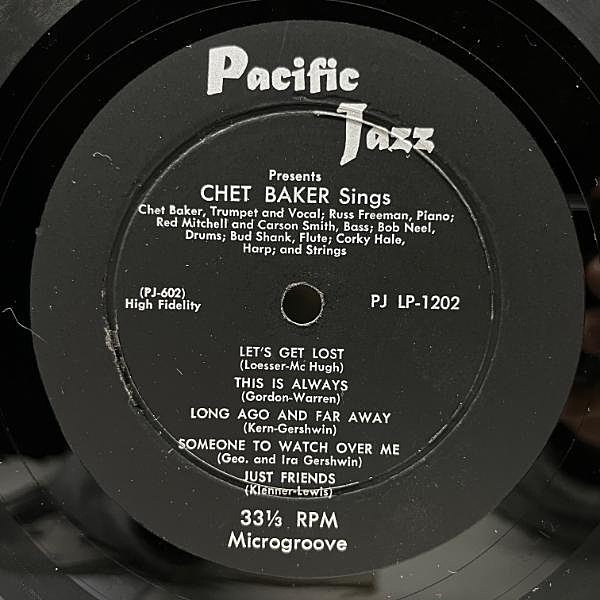 Pacific
Jazz
Presents
CHET BAKER Sings
Chet Baker, Trumpet and Vocal; Russ Freeman, Piano;
Red Mitchell and Carson Smith, Bass; Bob Neel,
Drums; Bud Shank, Flute; Corky Hale,
Harp; and Strings
(PJ-602)
High Fidelity
PJ LP-1202
LET'S GET LOST
(Loesser-Mc Hugh)
THIS IS ALWAYS
(Gordon-Warren)
LONG AGO AND FAR AWAY
(Kern-Gershwin)
SOMEONE TO WATCH OVER ME
(Geo. and Ira Gershwin)
JUST FRIENDS
(Klenner-Lewis)
33⅓ RPM
Microgroove